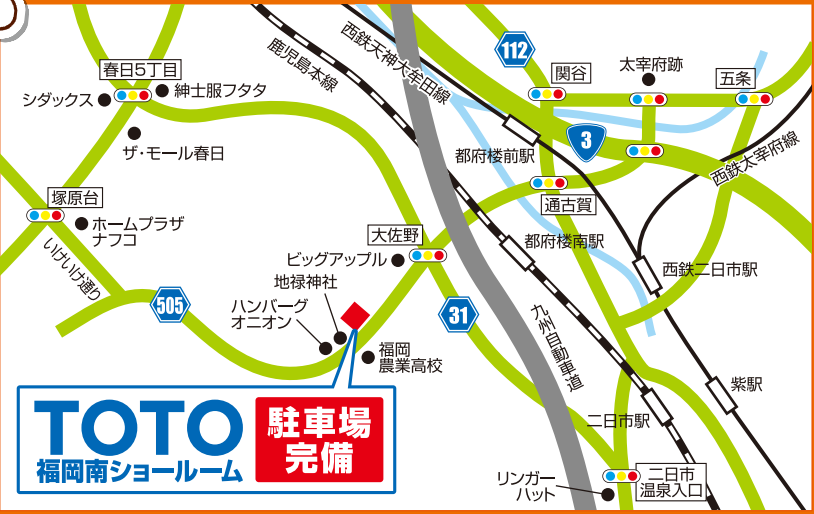 春日5丁目
シダックス
紳士服フタタ
ザ・モール春日
鹿児島本線
西鉄天神大牟田線
112
関谷
太宰府跡
五条
都府楼前駅
3
西鉄太宰府線
塚原台
ホームプラザ
ナフコ
いけいけ通り
通古賀
大佐野
ビッグアップル
都府楼南駅
西鉄二日市駅
地禄神社
505
ハンバーグ
オニオン
31
九州自動車道
福岡
農業高校
紫駅
TOTO
福岡南ショールーム
駐車場
完備
二日市駅
リンガー
ハット
二日市
温泉入口